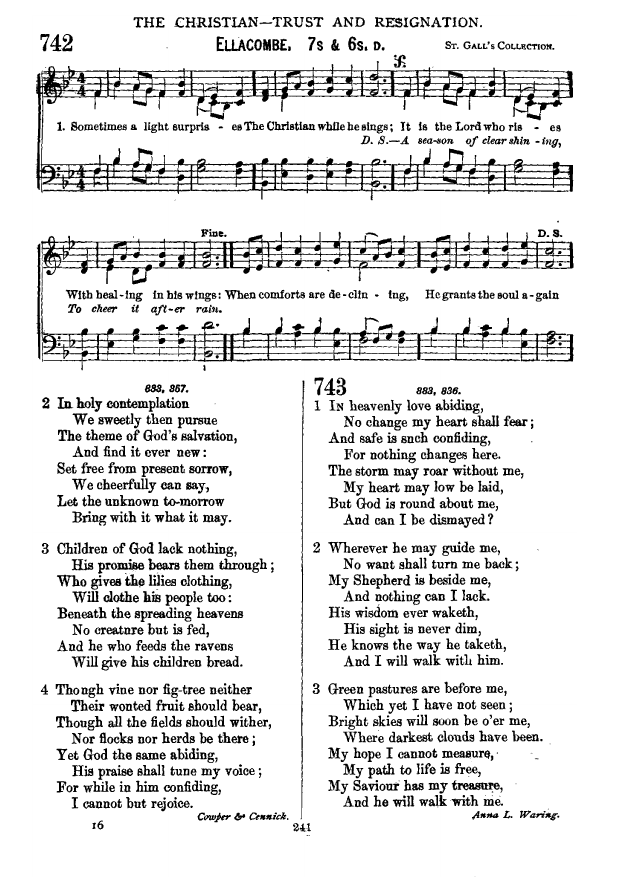 THE CHRISTIAN—TRUST AND RESIGNATION.
742 ELLACOMBE. 7s & 6s. D. ST. GALL'S COLLECTION.
1. Sometimes a light surpris - es The Christian while he sings; It is the Lord who ris - es
D. S.—A sea-son of clear shin - ing,
Fine. D. S.
With heal-ing in his wings: When comforts are de-clin - ing, He grants the soul a-gain
To cheer it aft-er rain.
883, 357.
2 In holy contemplation
We sweetly then pursue
The theme of God's salvation,
And find it ever new:
Set free from present sorrow,
We cheerfully can say,
Let the unknown to-morrow
Bring with it what it may.
3 Children of God lack nothing,
His promise bears them through;
Who gives the lilies clothing,
Will clothe his people too:
Beneath the spreading heavens
No creature but is fed,
And he who feeds the ravens
Will give his children bread.
4 Though vine nor fig-tree neither
Their wonted fruit should bear,
Though all the fields should wither,
Nor flocks nor herds be there;
Yet God the same abiding,
His praise shall tune my voice;
For while in him confiding,
I cannot but rejoice.
Cowper & Cennick.
743 883, 836.
1 IN heavenly love abiding,
No change my heart shall fear;
And safe is such confiding,
For nothing changes here.
The storm may roar without me,
My heart may low be laid,
But God is round about me,
And can I be dismayed?
2 Wherever he may guide me,
No want shall turn me back;
My Shepherd is beside me,
And nothing can I lack.
His wisdom ever waketh,
His sight is never dim,
He knows the way he taketh,
And I will walk with him.
3 Green pastures are before me,
Which yet I have not seen;
Bright skies will soon be o'er me,
Where darkest clouds have been.
My hope I cannot measure,
My path to life is free,
My Saviour has my treasure,
And he will walk with me.
Anna L. Waring.
16 241